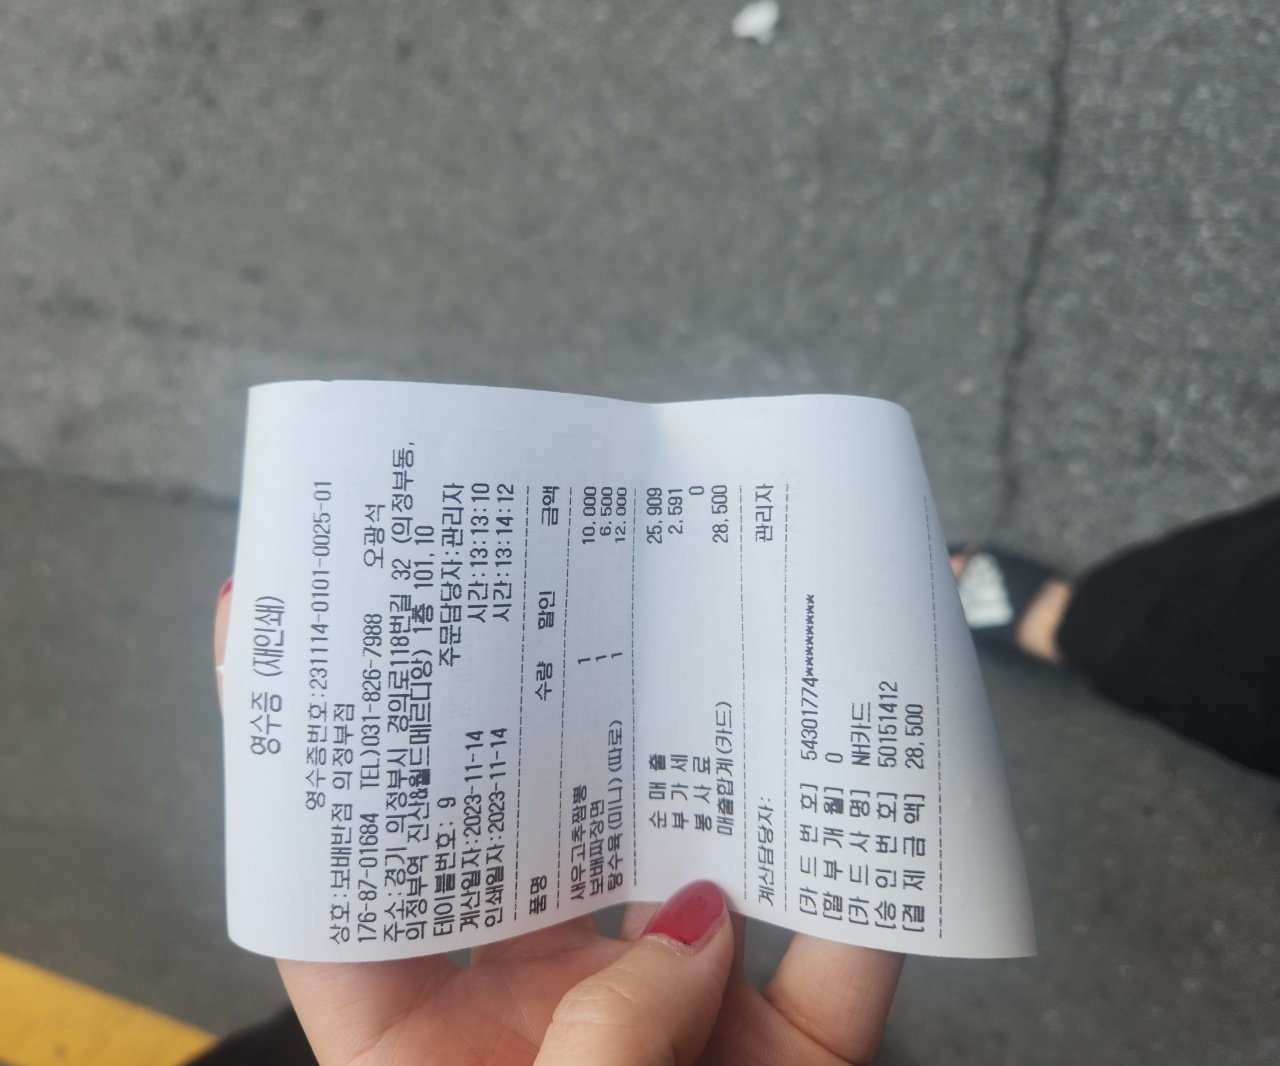 영수증 (재인쇄)
영수증번호:231114-0101-0025-01
상호:보배반점 의정부점
176-87-01684 TEL)031-826-7988 오광석
주소:경기 의정부시 경의로118번길 32 (의정부동,
의정부역 진산&월드메르디앙) 1층 101, 10
테이블번호: 9 주문담당자:관리자
계산일자:2023-11-14 시간:13:13:10
인쇄일자:2023-11-14 시간:13:14:12
품명 수량 할인 금액
새우고추짬뽕 1 10,000
보배짜장면 1 6,500
탕수육(미니)(따로) 1 12,000
순 매 출 25,909
부 가 세 2,591
봉 사 료 0
매출합계(카드) 28,500
계산담당자: 관리자
[카 드 번 호] 54301774********
[할 부 개 월] 0
[카 드 사 명] NH카드
[승 인 번 호] 50151412
[결 제 금 액] 28,500